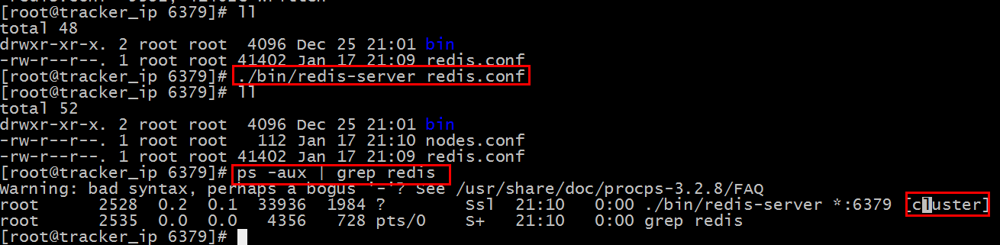 [root@tracker_ip 6379]# ll
total 48
drwxr-xr-x. 2 root root  4096 Dec 25 21:01 bin
-rw-r--r--. 1 root root 41402 Jan 17 21:09 redis.conf
[root@tracker_ip 6379]# ./bin/redis-server redis.conf
[root@tracker_ip 6379]# ll
total 52
drwxr-xr-x. 2 root root  4096 Dec 25 21:01 bin
-rw-r--r--. 1 root root   112 Jan 17 21:10 nodes.conf
-rw-r--r--. 1 root root 41402 Jan 17 21:09 redis.conf
[root@tracker_ip 6379]# ps -aux | grep redis
Warning: bad syntax, perhaps a bogus '-'? See /usr/share/doc/procps-3.2.8/FAQ
root      2528  0.2  0.1  33936  1984 ?        Ssl  21:10   0:00 ./bin/redis-server *:6379 [cluster]
root      2535  0.0  0.0   4356   728 pts/0    S+   21:10   0:00 grep redis
[root@tracker_ip 6379]#